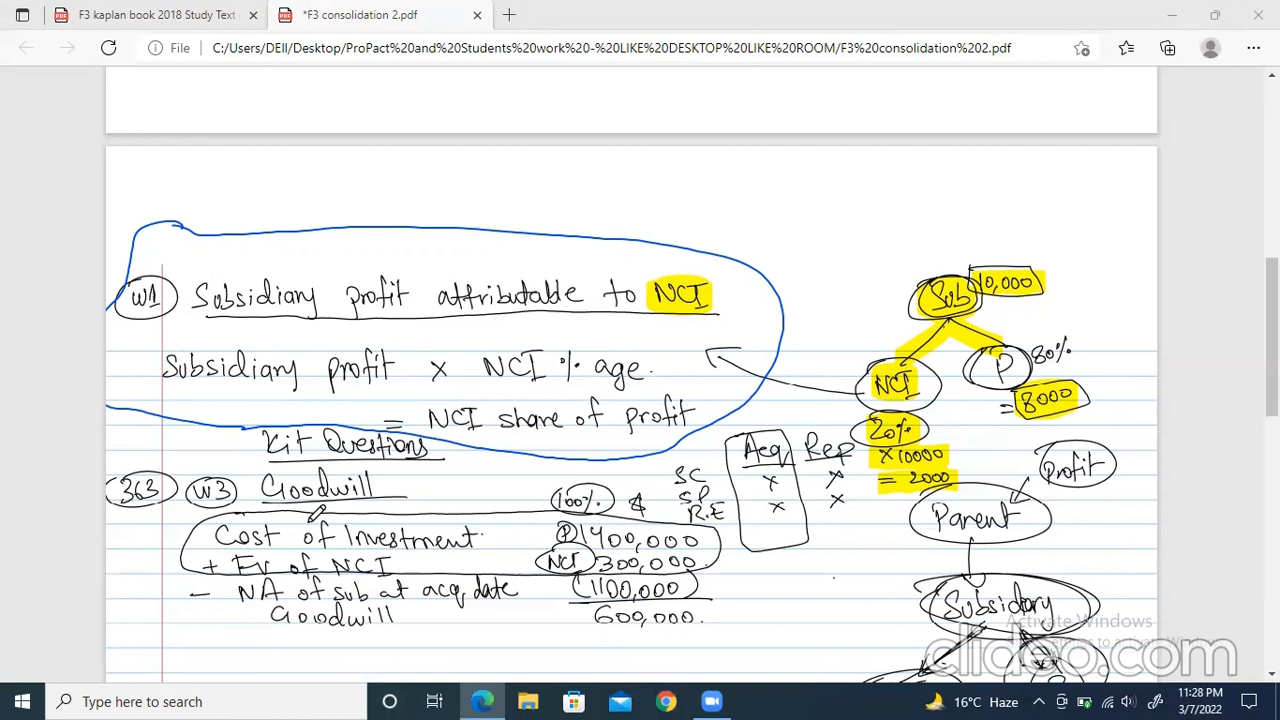 F3 kaplan book 2018 Study Text
*F3 consolidation 2.pdf
File
C:/Users/DEll/Desktop/ProPact%20and%20Students%20work%20-%20LIKE%20DESKTOP%20LIKE%20ROOM/F3%20consolidation%202.pdf
W1 Subsidiary profit attributable to NCI
Subsidiary profit x NCI % age.
= NCI share of profit
Sub 10,000
NCI P 80%
= 8000
20%
x 10000
= 2000
Kit Questions
363 W3 Goodwill 100%
Cost of Investment P 1400,000
+ Fv of NCI NCI 300,000
- NA of sub at acq, date (1100,000)
Goodwill 600,000.
Acq Rep
SC x x
SP
R.E x x
Profit
Parent
Subsidary
Activate Windows
clideo.com
Type here to search
16°C Haze
11:28 PM
3/7/2022